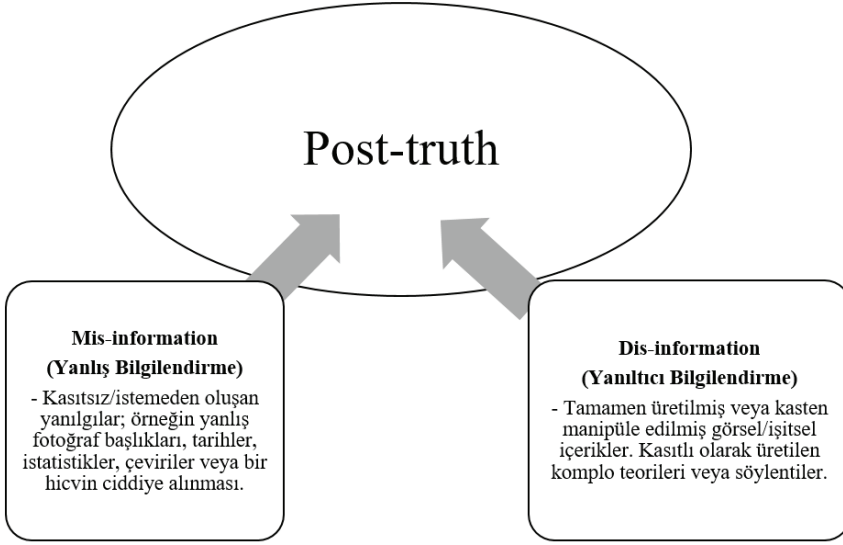 Post-truth
Mis-information
(Yanlış Bilgilendirme)
- Kasıtsız/istemeden oluşan
yanılgılar; örneğin yanlış
fotoğraf başlıkları, tarihler,
istatistikler, çeviriler veya bir
hicvin ciddiye alınması.
Dis-information
(Yanıltıcı Bilgilendirme)
- Tamamen üretilmiş veya kasten
manipüle edilmiş görsel/işitsel
içerikler. Kasıtlı olarak üretilen
komplo teorileri veya söylentiler.